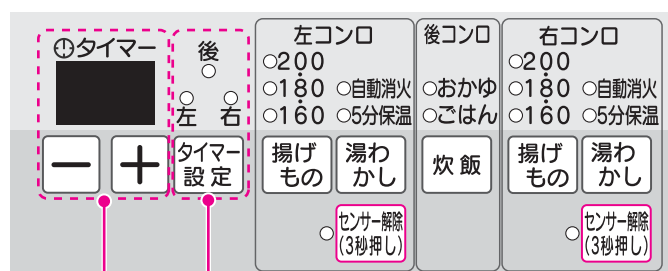 タイマー
後
左 右
－ ＋
タイマー
設定
左コンロ
200
180 自動消火
160 5分保温
揚げ
もの
湯わ
かし
センサー解除
(3秒押し)
後コンロ
おかゆ
ごはん
炊飯
右コンロ
200
180 自動消火
160 5分保温
揚げ
もの
湯わ
かし
センサー解除
(3秒押し)